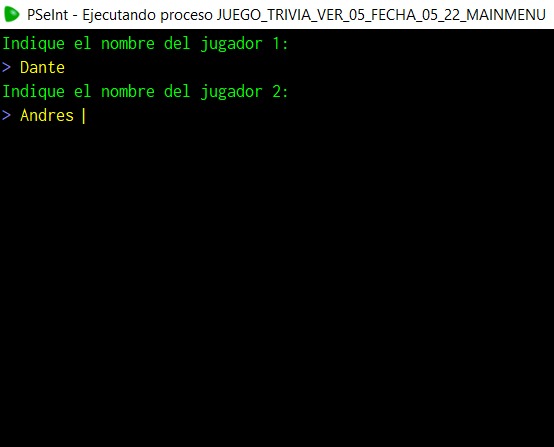 PSeInt - Ejecutando proceso JUEGO_TRIVIA_VER_05_FECHA_05_22_MAINMENU
Indique el nombre del jugador 1:
> Dante
Indique el nombre del jugador 2:
> Andres